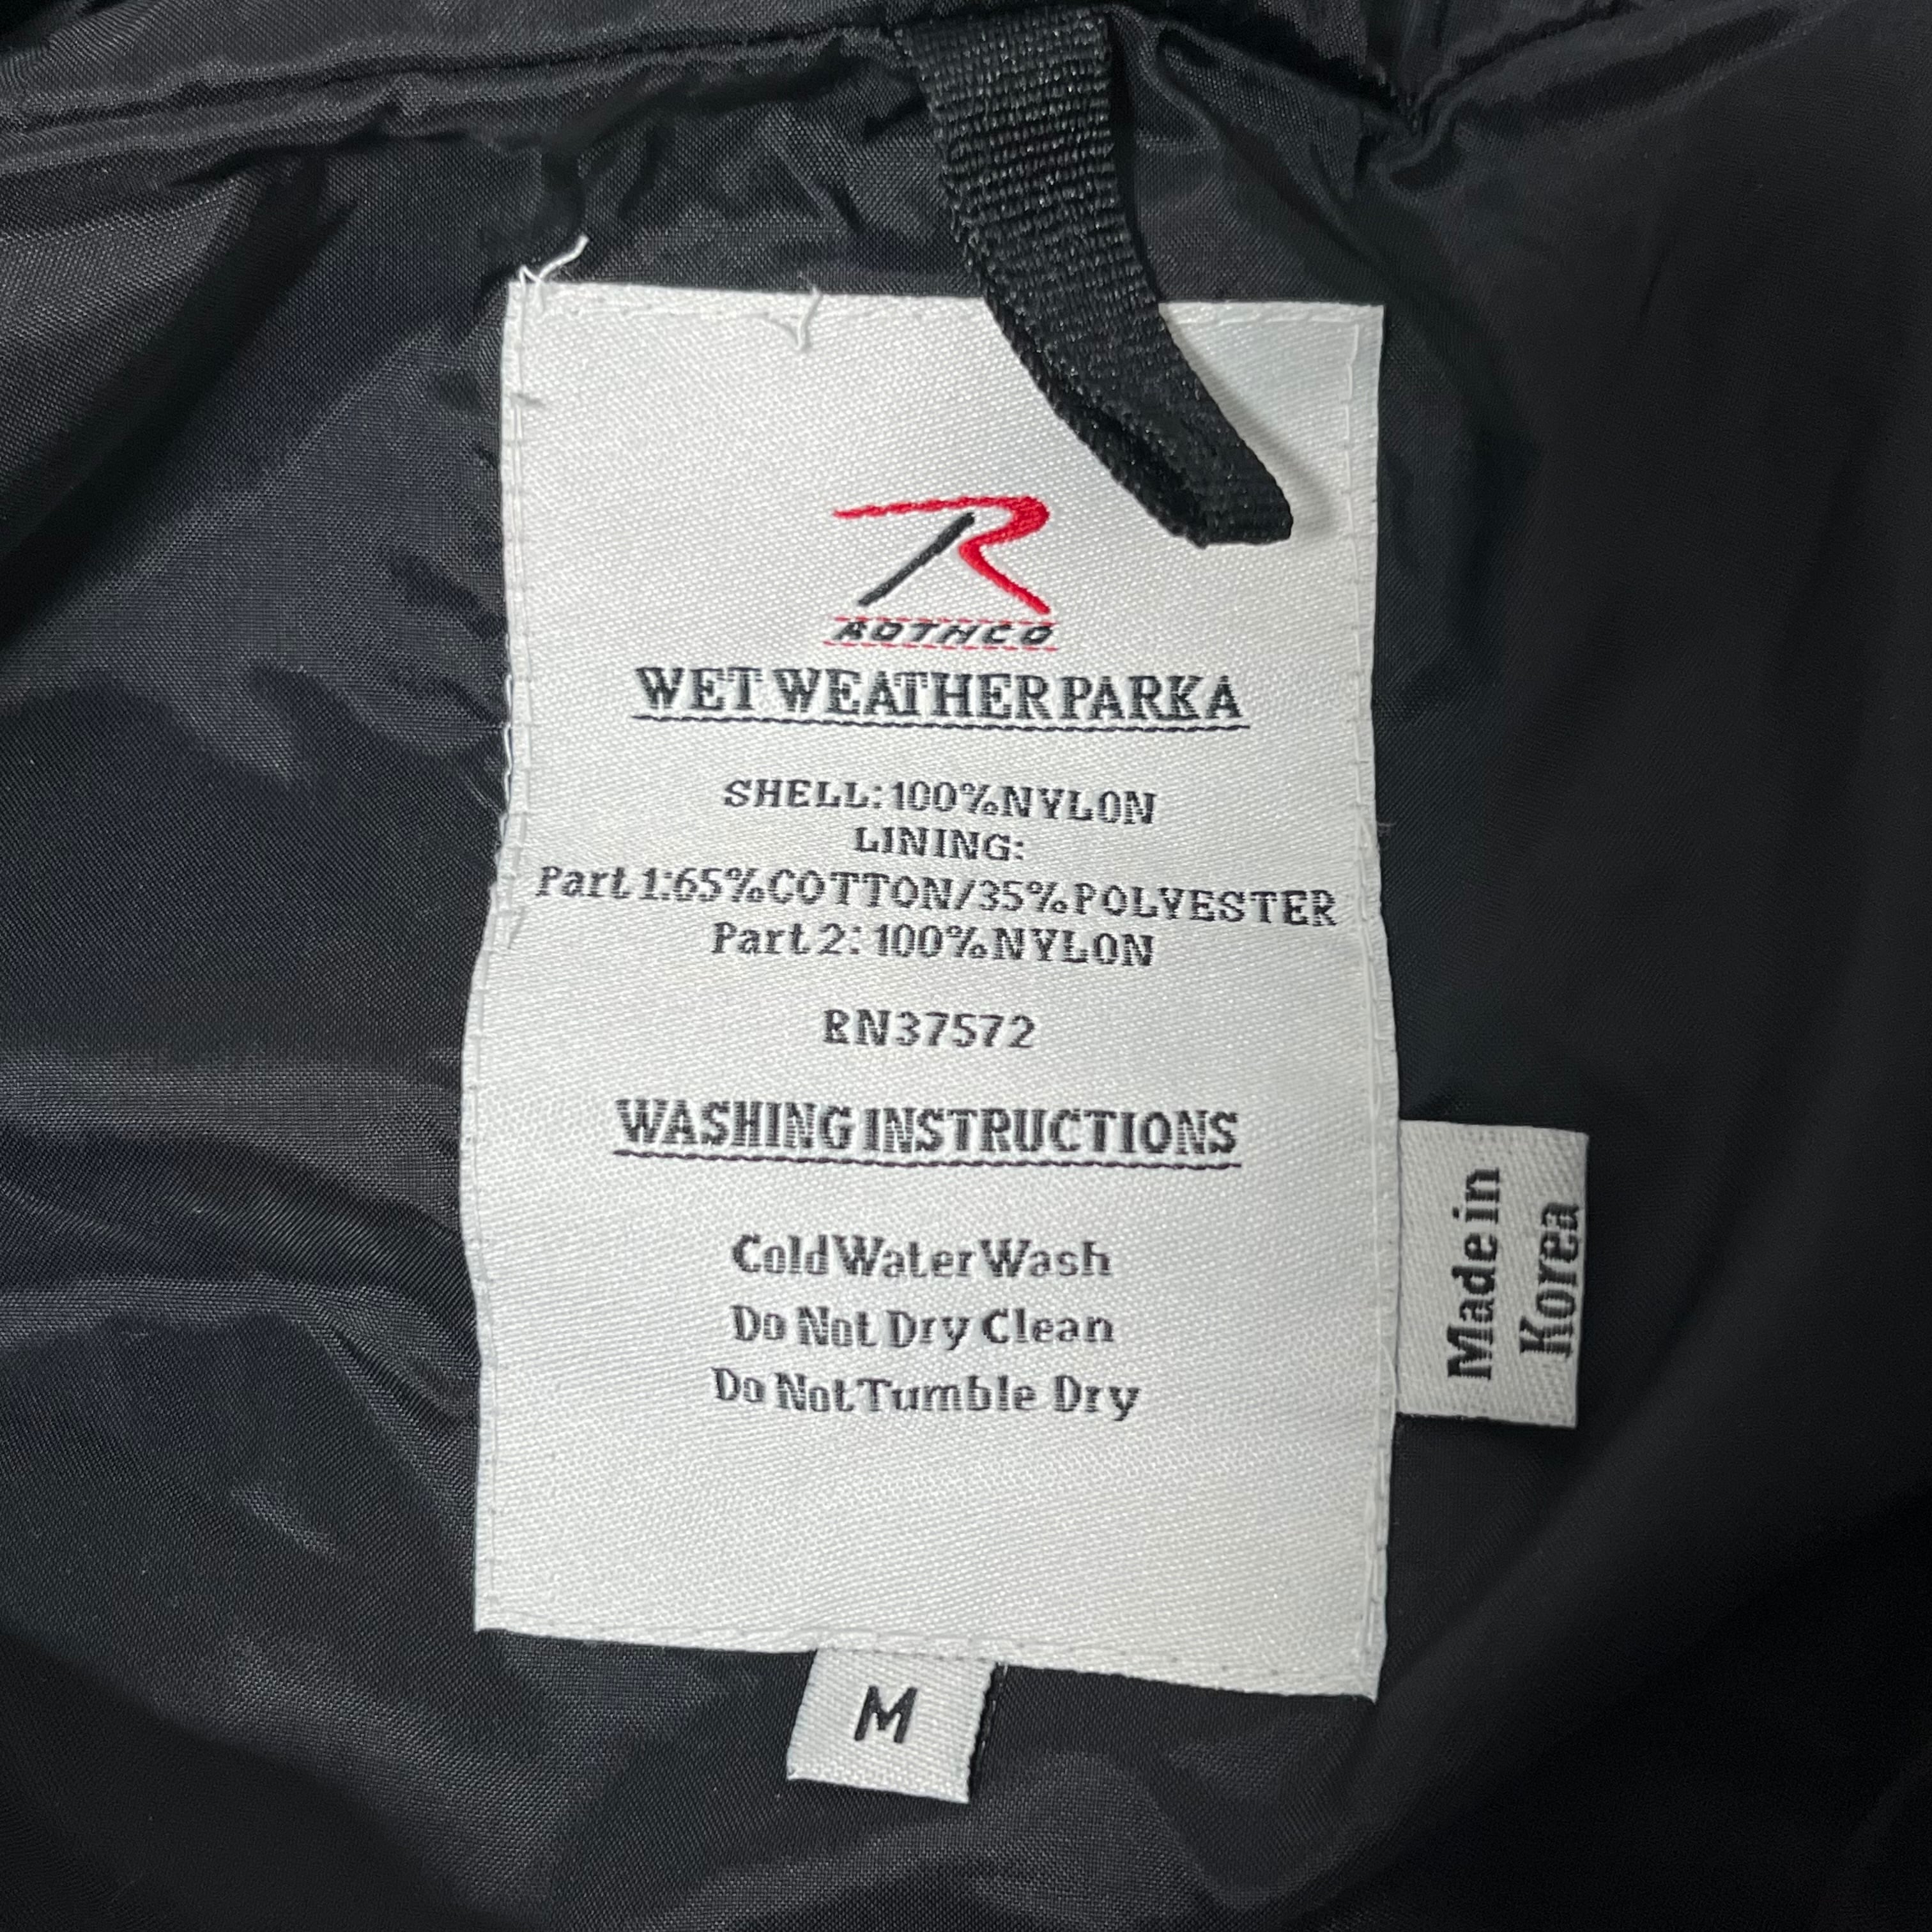 R
ROTHCO
WET WEATHER PARKA
SHELL: 100% NYLON
LINING:
Part 1: 65% COTTON/35% POLYESTER
Part 2: 100% NYLON
RN37572
WASHING INSTRUCTIONS
Cold Water Wash
Do Not Dry Clean
Do Not Tumble Dry
Made in
Korea
M